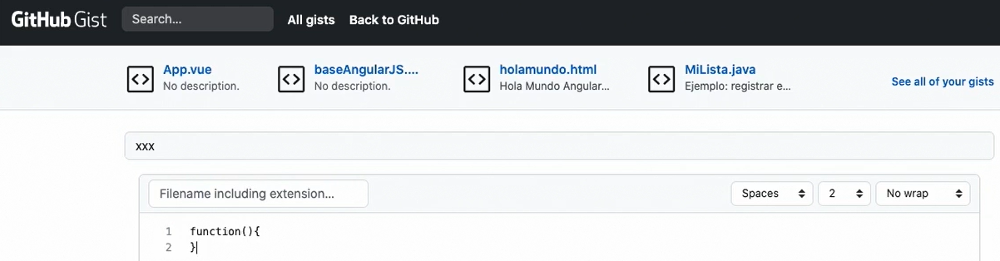 GitHub Gist Search... All gists Back to GitHub
App.vue baseAngularJS.... holamundo.html MiLista.java
No description. No description. Hola Mundo Angular... Ejemplo: registrar e...
See all of your gists
xxx
Filename including extension... Spaces 2 No wrap
1 function(){
2 }